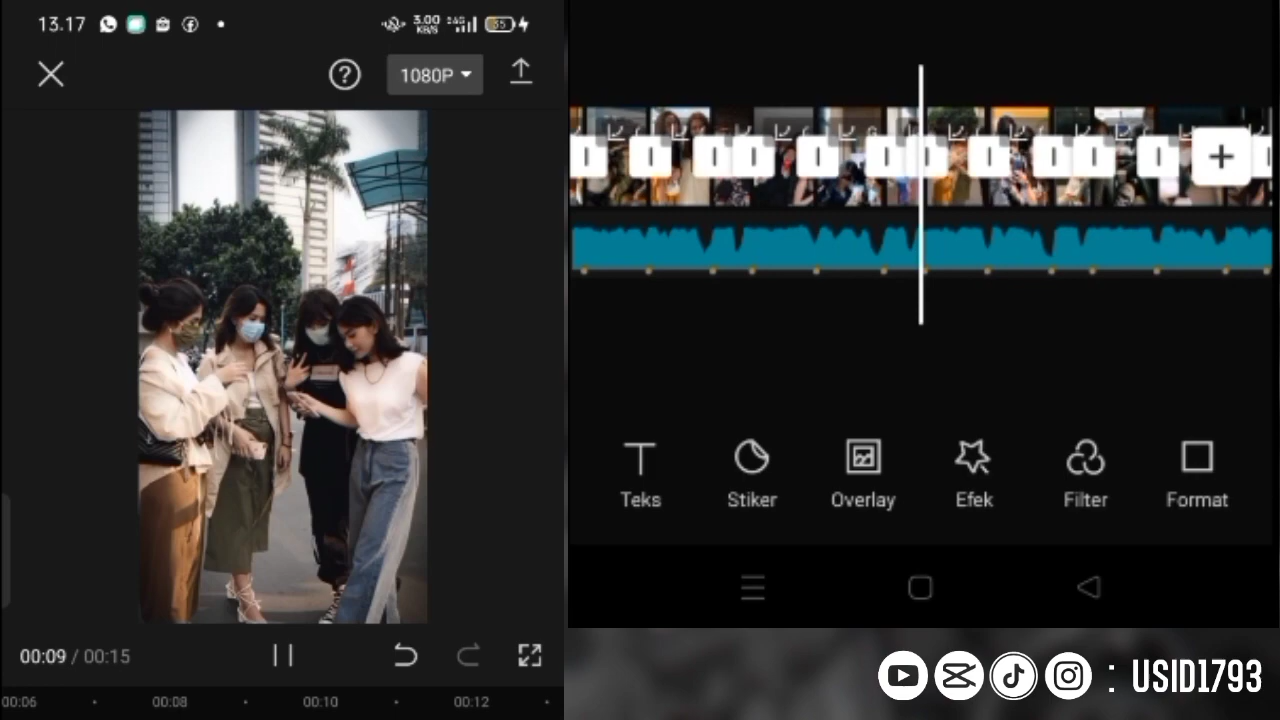 13.17
3.00
KB/S
35
1080P
00:09 / 00:15
00:06
00:08
00:10
00:12
Teks
Stiker
Overlay
Efek
Filter
Format
: USID1793